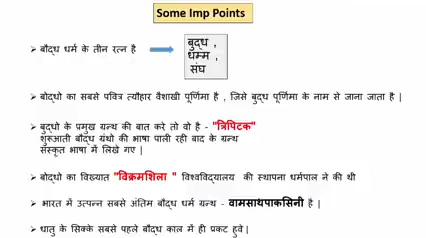 Some Imp Points
➢ बौद्ध धर्म के तीन रत्न है
बुद्ध ,
धम्म ,
संघ
➢ बोद्धो का सबसे पवित्र त्यौहार वैशाखी पूर्णिमा है , जिसे बुद्ध पूर्णिमा के नाम से जाना जाता है |
➢ बुद्धो के प्रमुख ग्रन्थ की बात करे तो वो है - "त्रिपिटक"
शुरुआती बौद्ध ग्रंथो की भाषा पाली रही बाद के ग्रन्थ
संस्कृत भाषा में लिखे गए |
➢ बोद्धो का विख्यात "विक्रमशिला " विश्वविद्यालय की स्थापना धर्मपाल ने की थी
➢ भारत में उत्पन्न सबसे अंतिम बौद्ध धर्म ग्रन्थ - वामसाथपाकसिनी है |
➢ धातु के सिक्के सबसे पहले बौद्ध काल में ही प्रकट हुवे |